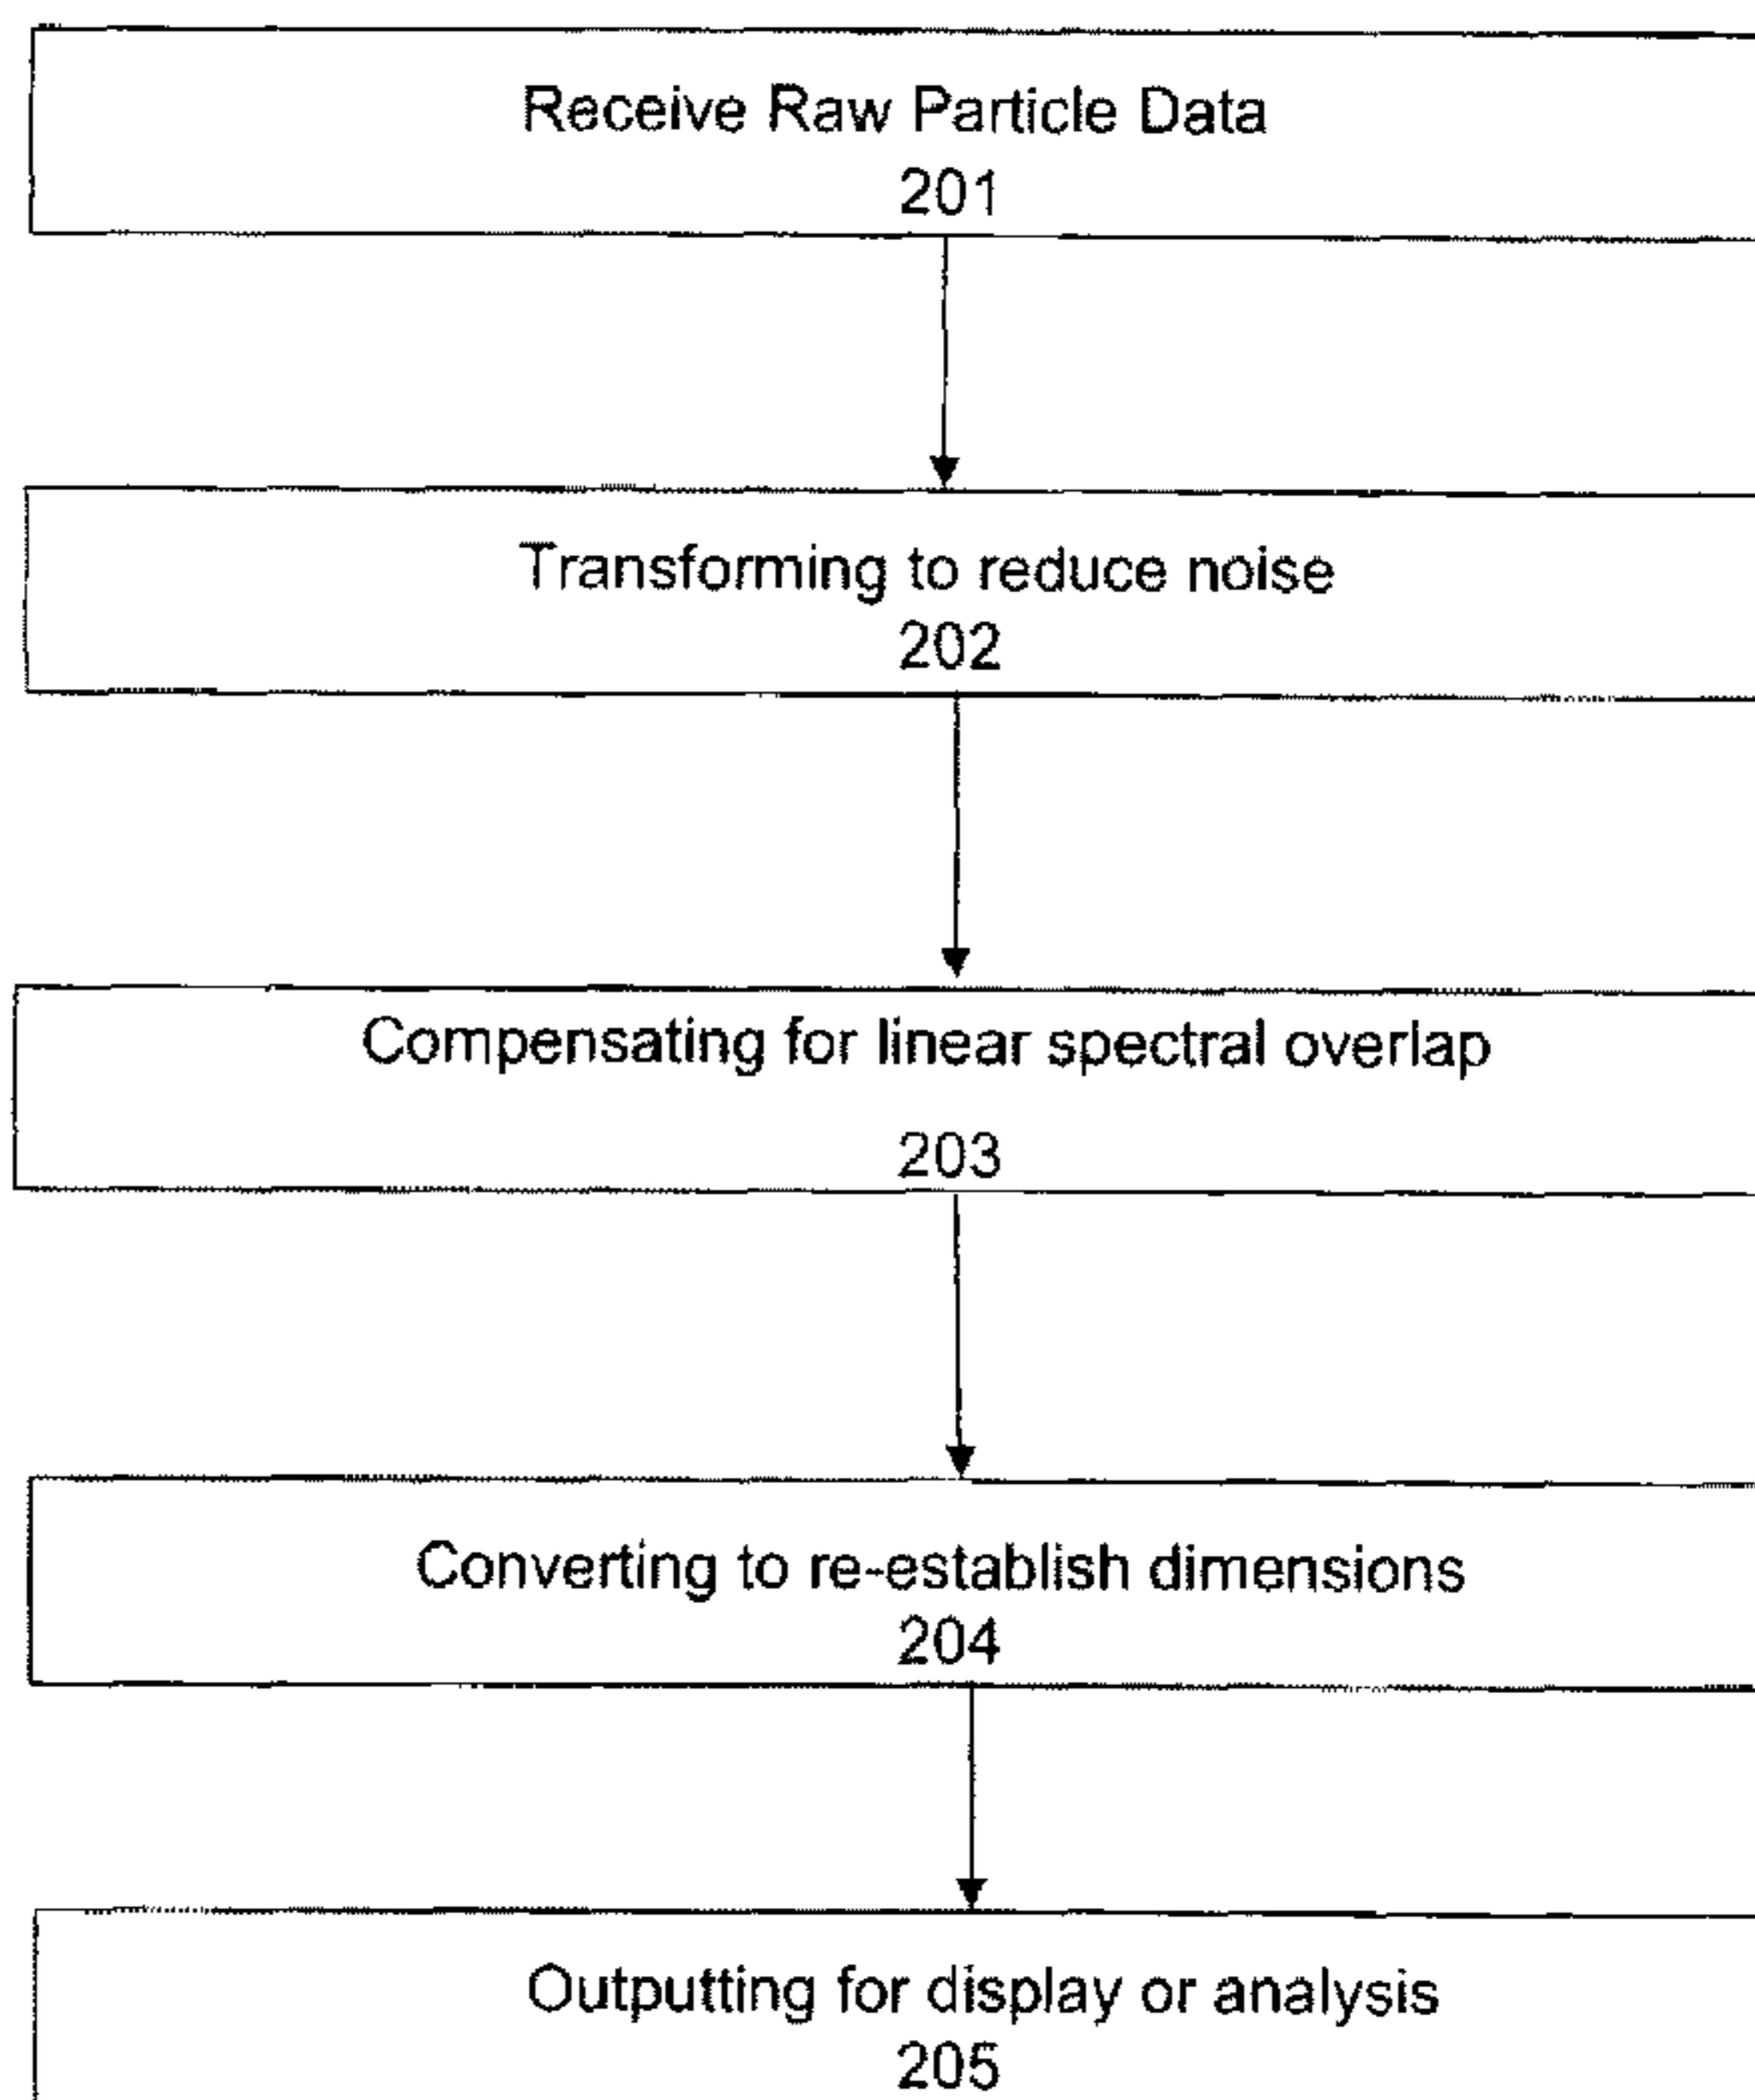 Receive Raw Particle Data
201
Transforming to reduce noise
202
Compensating for linear spectral overlap
203
Converting to re-establish dimensions
204
Outputting for display or analysis
205